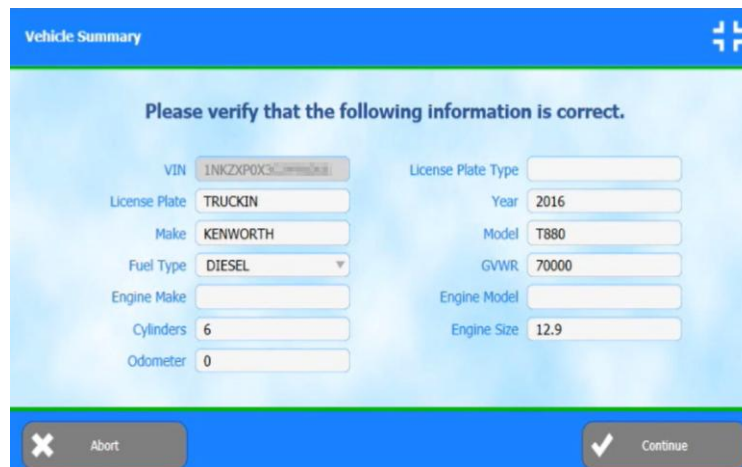 Vehicle Summary
Please verify that the following information is correct.
VIN 1NKZXP0X3
License Plate Type
License Plate TRUCKIN
Year 2016
Make KENWORTH
Model T880
Fuel Type DIESEL
GVWR 70000
Engine Make
Engine Model
Cylinders 6
Engine Size 12.9
Odometer 0
Abort
Continue